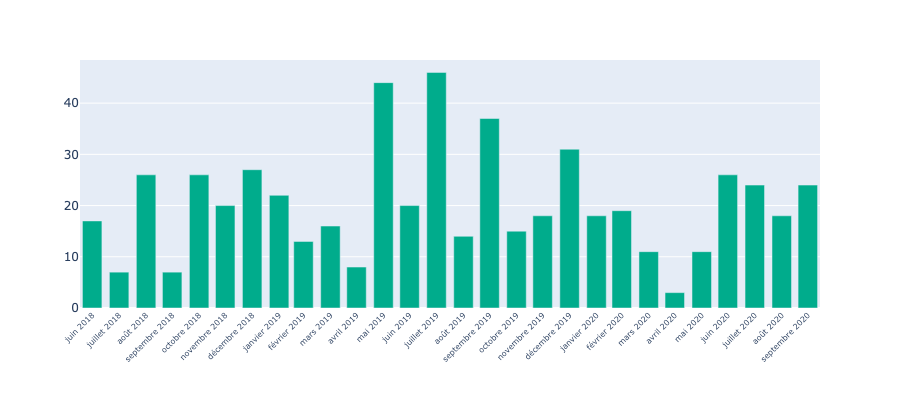 40
30
20
10
0
juin 2018
juillet 2018
août 2018
septembre 2018
octobre 2018
novembre 2018
décembre 2018
janvier 2019
février 2019
mars 2019
avril 2019
mai 2019
juin 2019
juillet 2019
août 2019
septembre 2019
octobre 2019
novembre 2019
décembre 2019
janvier 2020
février 2020
mars 2020
avril 2020
mai 2020
juin 2020
juillet 2020
août 2020
septembre 2020